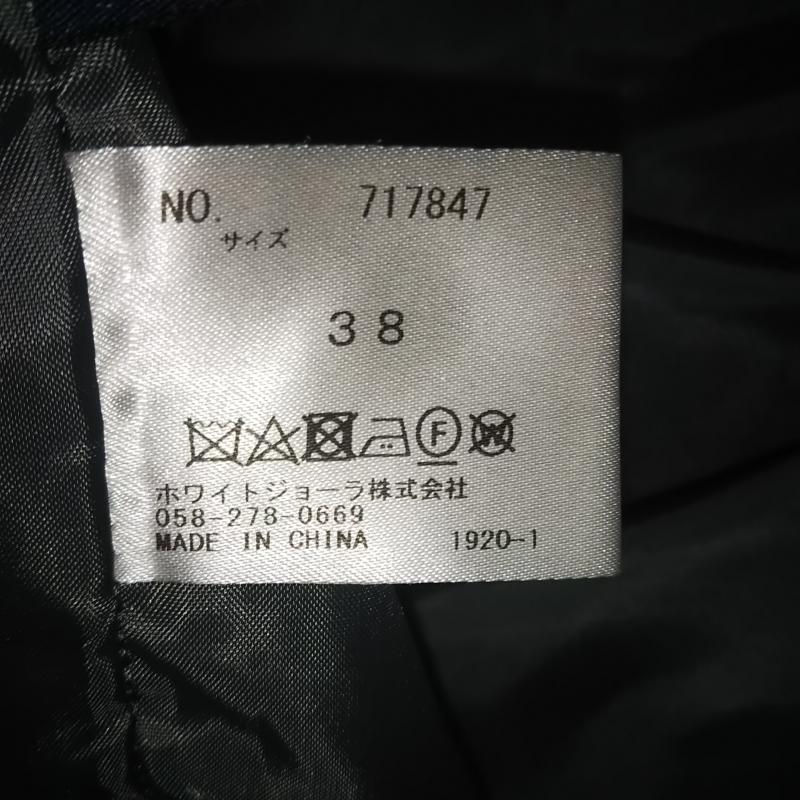 NO. 717847
サイズ
38
F W
ホワイトジョーラ株式会社
058-278-0669
MADE IN CHINA 1920-1